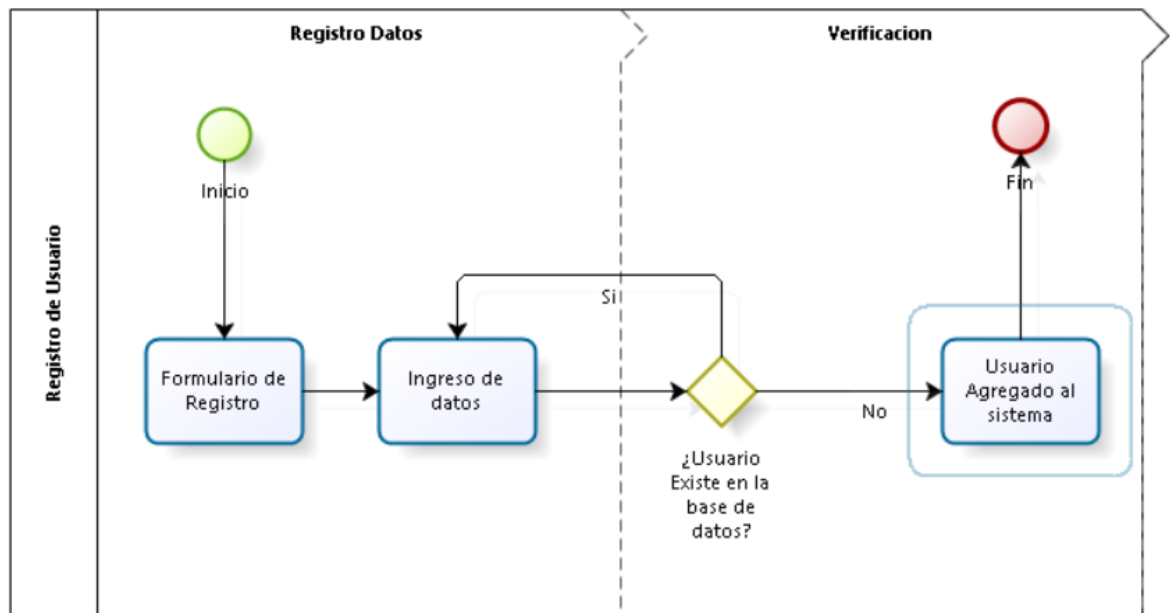 Registro Datos
Verificacion
Registro de Usuario
Inicio
Fin
Si
Formulario de
Registro
Ingreso de
datos
Usuario
Agregado al
sistema
No
¿Usuario
Existe en la
base de
datos?